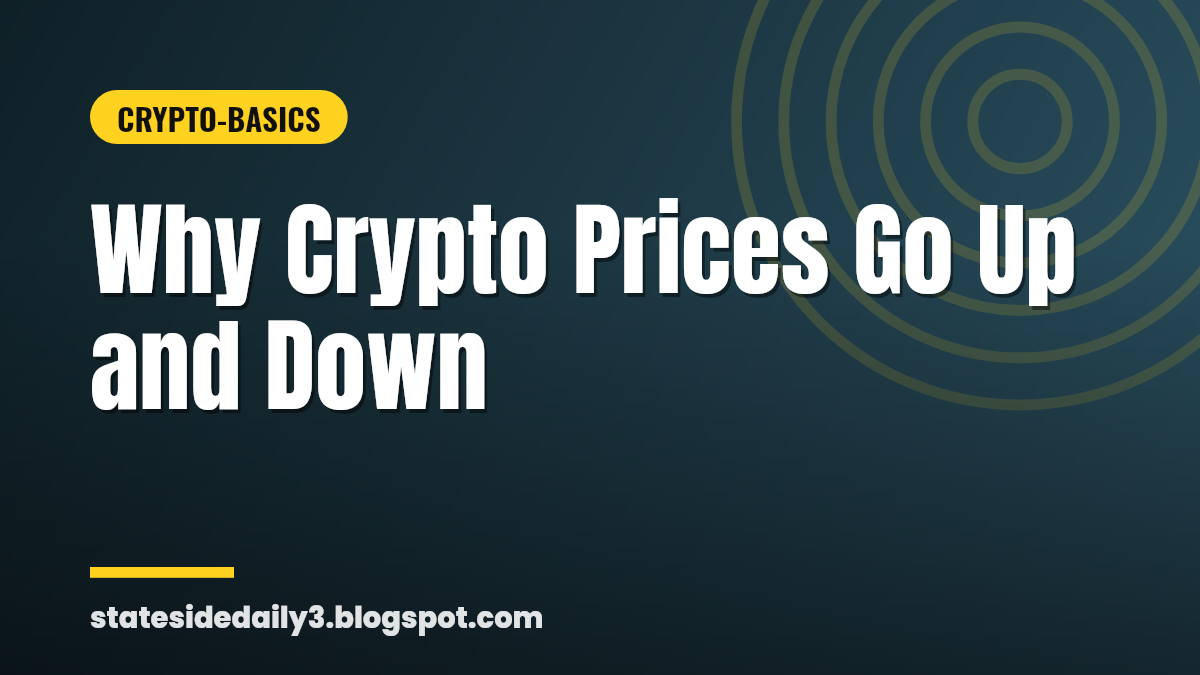 CRYPTO-BASICS
Why Crypto Prices Go Up
and Down
statesidedaily3.blogspot.com